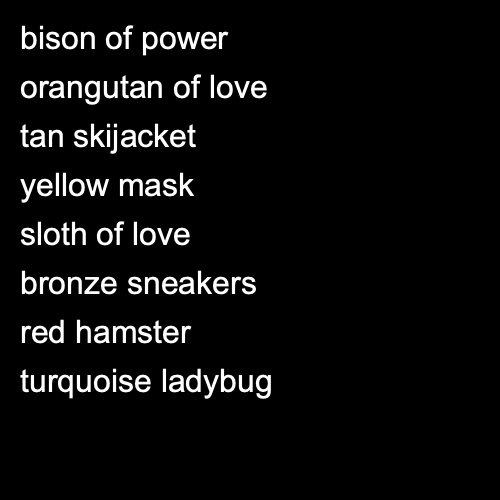 bison of power
orangutan of love
tan skijacket
yellow mask
sloth of love
bronze sneakers
red hamster
turquoise ladybug